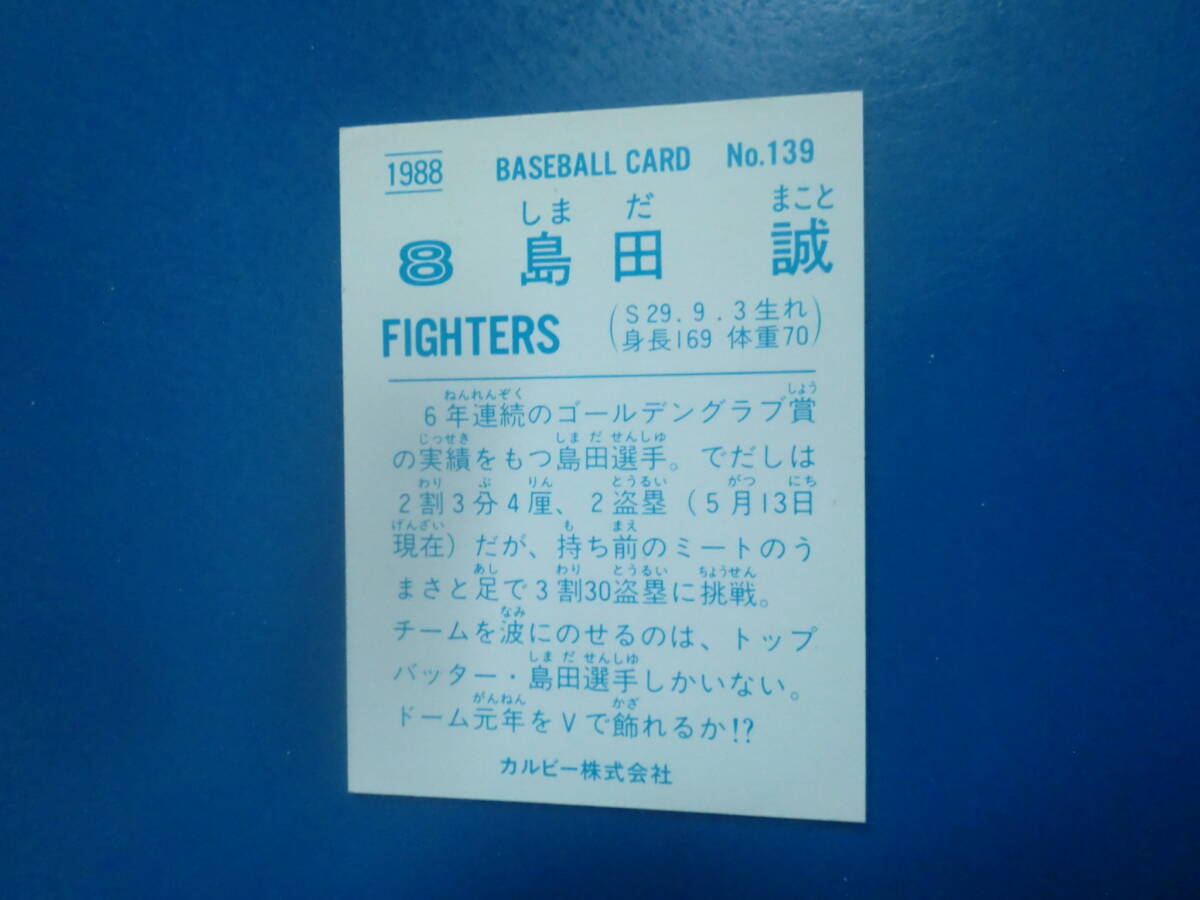 1988 BASEBALL CARD No.139
しま だ まこと
8 島田 誠
FIGHTERS
(S29.9.3生れ
身長169 体重70)
ねんれんぞく しょう
6年連続のゴールデングラブ賞
じっせき しまだせんしゅ
の実績をもつ島田選手。でだしは
わり ぶ りん とうるい がつ にち
2割3分4厘、2盗塁(5月13日
げんざい も まえ
現在)だが、持ち前のミートのう
あし わり とうるい ちょうせん
まさと足で3割30盗塁に挑戦。
なみ
チームを波にのせるのは、トップ
しまだせんしゅ
バッター・島田選手しかいない。
がんねん かざ
ドーム元年をVで飾れるか!?
カルビー株式会社